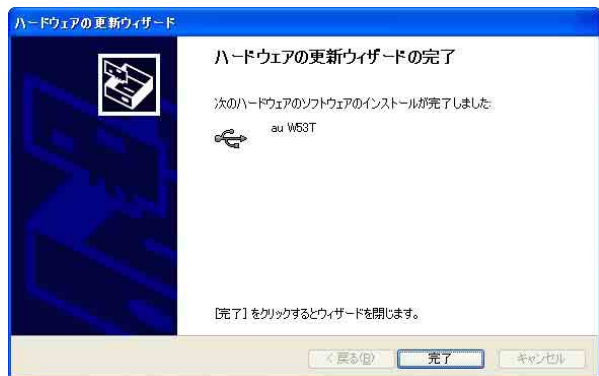 ハードウェアの更新ウィザード
ハードウェアの更新ウィザードの完了
次のハードウェアのソフトウェアのインストールが完了しました:
au W53T
[完了] をクリックするとウィザードを閉じます。
< 戻る(B)
完了
キャンセル